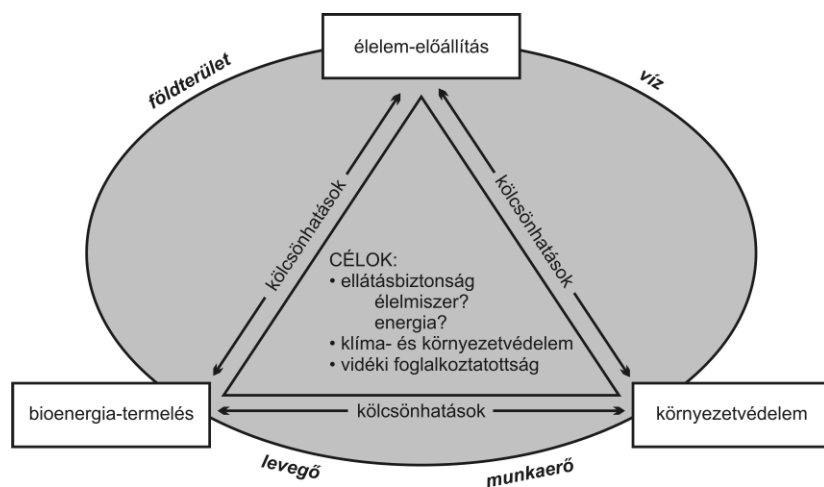 élelem-előállítás
földterület
víz
kölcsönhatások
kölcsönhatások
CÉLOK:
• ellátásbiztonság
élelmiszer?
energia?
• klíma- és környezetvédelem
• vidéki foglalkoztatottság
bioenergia-termelés
kölcsönhatások
környezetvédelem
levegő
munkaerő